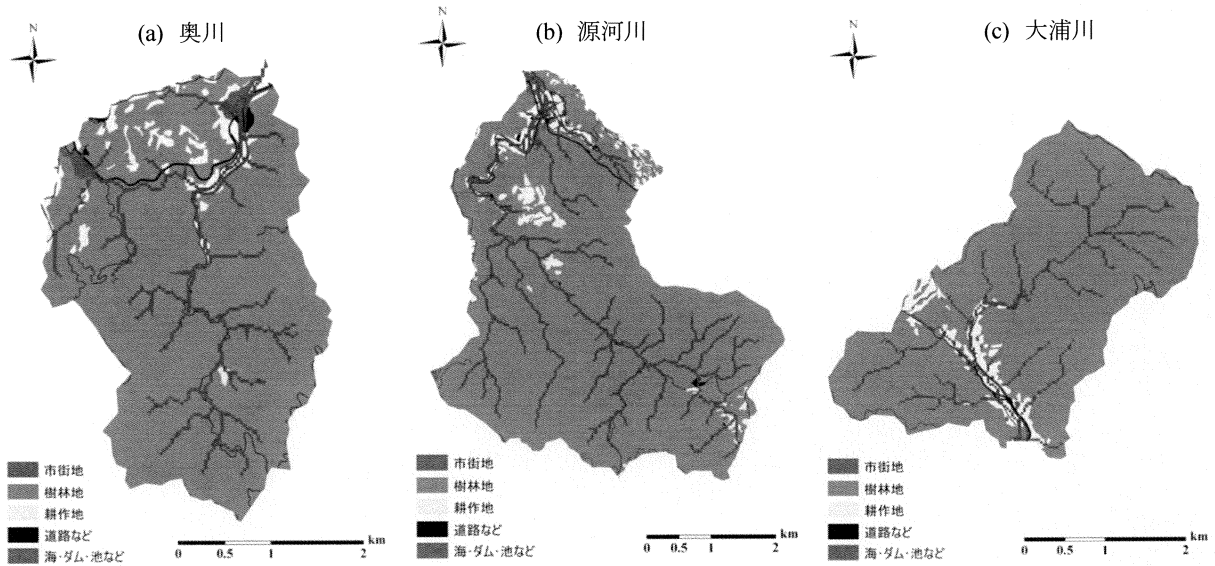 N
(a) 奥川
市街地
樹林地
耕作地
道路など
海・ダム・池など
km
0 0.5 1 2
N
(b) 源河川
市街地
樹林地
耕作地
道路など
海・ダム・池など
km
0 0.5 1 2
N
(c) 大浦川
市街地
樹林地
耕作地
道路など
海・ダム・池など
km
0 0.5 1 2